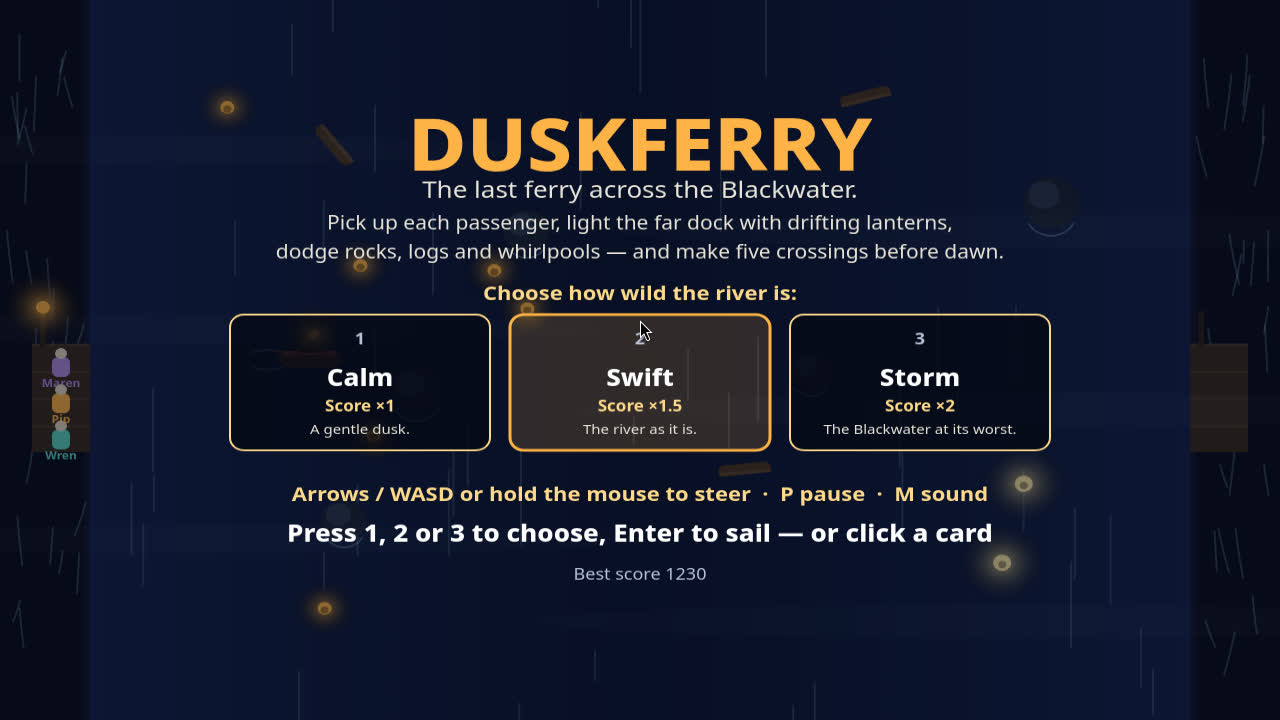 DUSKFERRY
The last ferry across the Blackwater.
Pick up each passenger, light the far dock with drifting lanterns,
dodge rocks, logs and whirlpools — and make five crossings before dawn.
Choose how wild the river is:
1
Calm
Score ×1
A gentle dusk.
2
Swift
Score ×1.5
The river as it is.
3
Storm
Score ×2
The Blackwater at its worst.
Maren
Pip
Wren
Arrows / WASD or hold the mouse to steer · P pause · M sound
Press 1, 2 or 3 to choose, Enter to sail — or click a card
Best score 1230